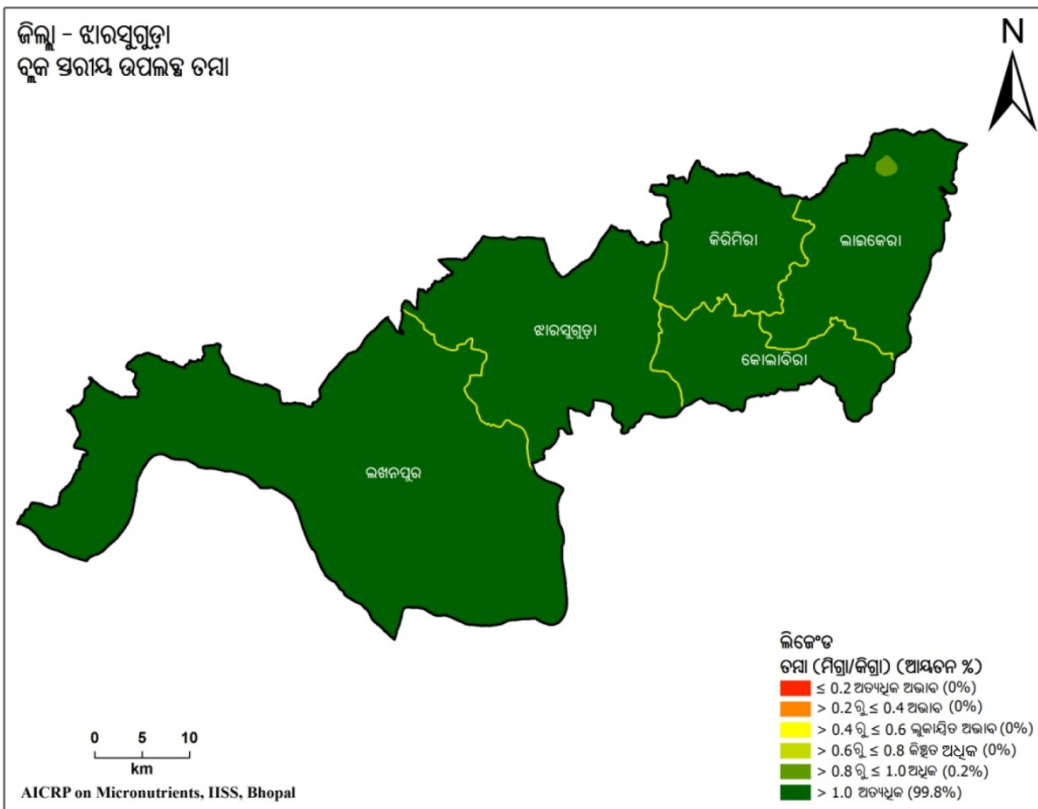 ଜିଲ୍ଲା - ଝାରସୁଗୁଡ଼ା
ବ୍ଲକ ସ୍ତରୀୟ ଉପଲବ୍ଧ ତମ୍ବା
N
କିରିମିରା
ଲାଇକେରା
ଝାରସୁଗୁଡ଼ା
କୋଲାବିରା
ଲଖନପୁର
ଲିଜେଂଡ
ତମ୍ବା (ମିଗ୍ରା/କିଗ୍ରା) (ଆୟତନ %)
≤ 0.2 ଅତ୍ୟଧିକ ଅଭାବ (0%)
> 0.2 ରୁ ≤ 0.4 ଅଭାବ (0%)
> 0.4 ରୁ ≤ 0.6 ଲୁକାୟିତ ଅଭାବ (0%)
> 0.6 ରୁ ≤ 0.8 କିଞ୍ଚିତ ଅଧିକ (0%)
> 0.8 ରୁ ≤ 1.0 ଅଧିକ (0.2%)
> 1.0 ଅତ୍ୟଧିକ (99.8%)
0 5 10
km
AICRP on Micronutrients, IISS, Bhopal